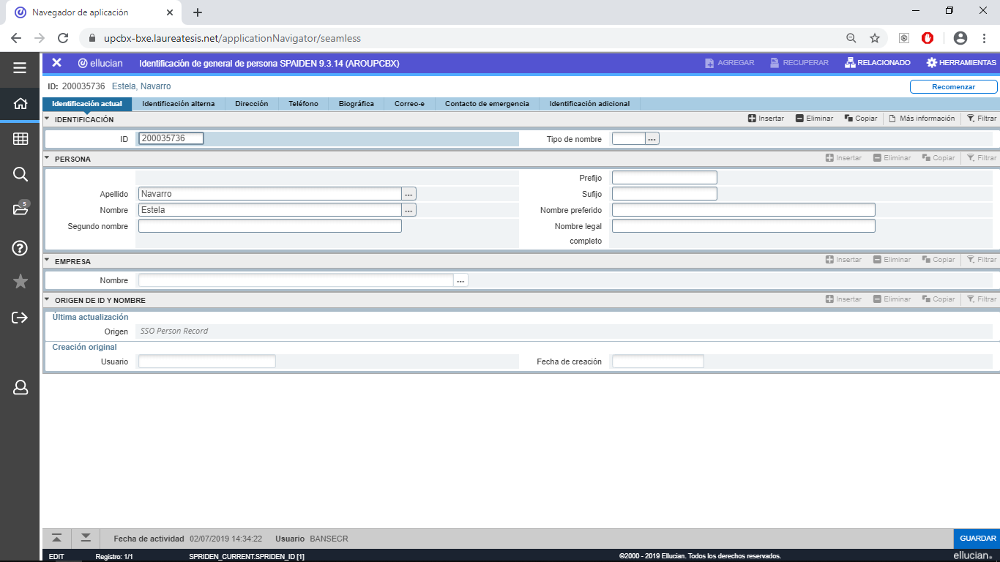 Navegador de aplicación
upcbx-bxe.laureatesis.net/applicationNavigator/seamless
ellucian Identificación de general de persona SPAIDEN 9.3.14 (AROUPCBX) AGREGAR RECUPERAR RELACIONADO HERRAMIENTAS
ID: 200035736 Estela, Navarro Recomenzar
Identificación actual Identificación alterna Dirección Teléfono Biográfica Correo-e Contacto de emergencia Identificación adicional
IDENTIFICACIÓN Insertar Eliminar Copiar Más información Filtrar
ID 200035736 Tipo de nombre ...
PERSONA Insertar Eliminar Copiar Filtrar
Prefijo
Apellido Navarro ... Sufijo
Nombre Estela ... Nombre preferido
Segundo nombre Nombre legal
completo
5
EMPRESA Insertar Eliminar Copiar Filtrar
Nombre ...
ORIGEN DE ID Y NOMBRE Insertar Eliminar Copiar Filtrar
Última actualización
Origen SSO Person Record
Creación original
Usuario Fecha de creación
Fecha de actividad 02/07/2019 14:34:22 Usuario BANSECR GUARDAR
EDIT Registro: 1/1 SPRIDEN_CURRENT.SPRIDEN_ID [1] ©2000 - 2019 Ellucian. Todos los derechos reservados. ellucian.